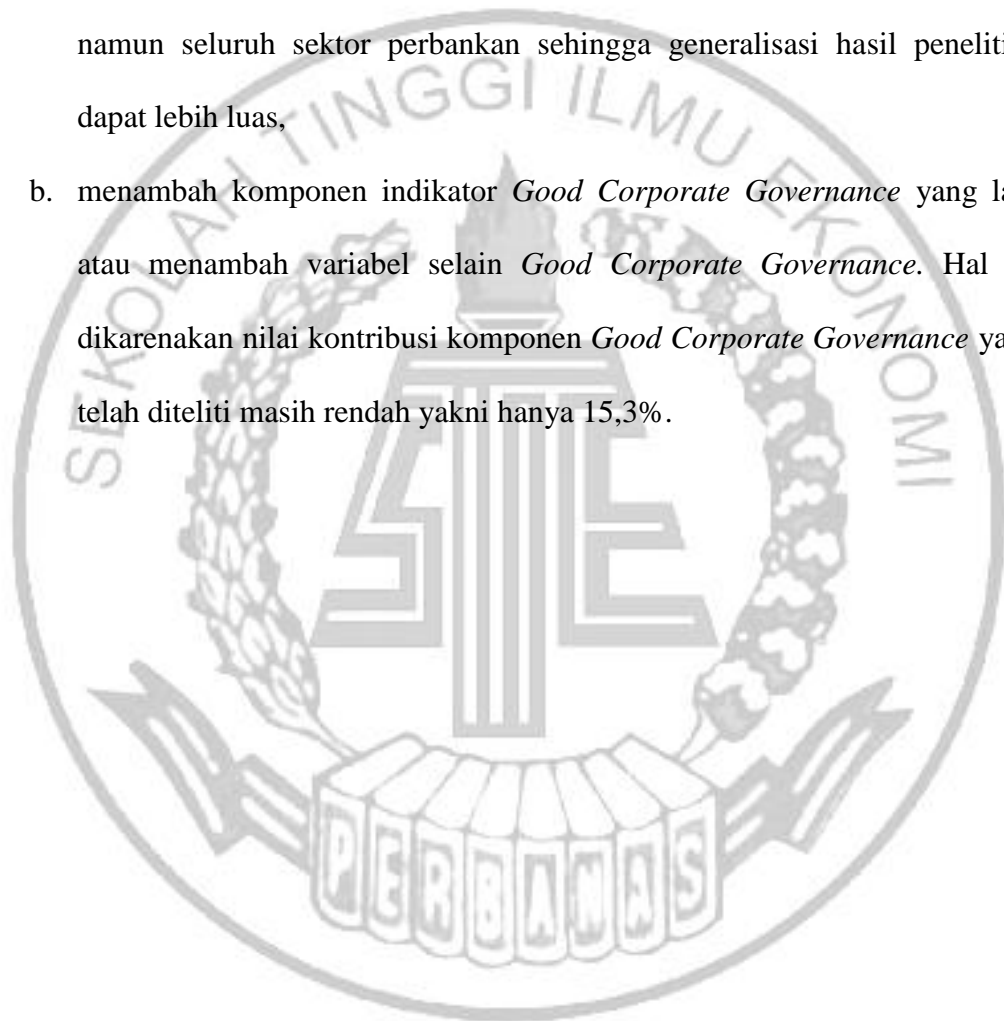 namun seluruh sektor perbankan sehingga generalisasi hasil peneliti
dapat lebih luas,
b. menambah komponen indikator Good Corporate Governance yang la
atau menambah variabel selain Good Corporate Governance. Hal
dikarenakan nilai kontribusi komponen Good Corporate Governance ya
telah diteliti masih rendah yakni hanya 15,3%.
SEKOLAH TINGGI ILMU EKONOMI
STIE
PERBANAS